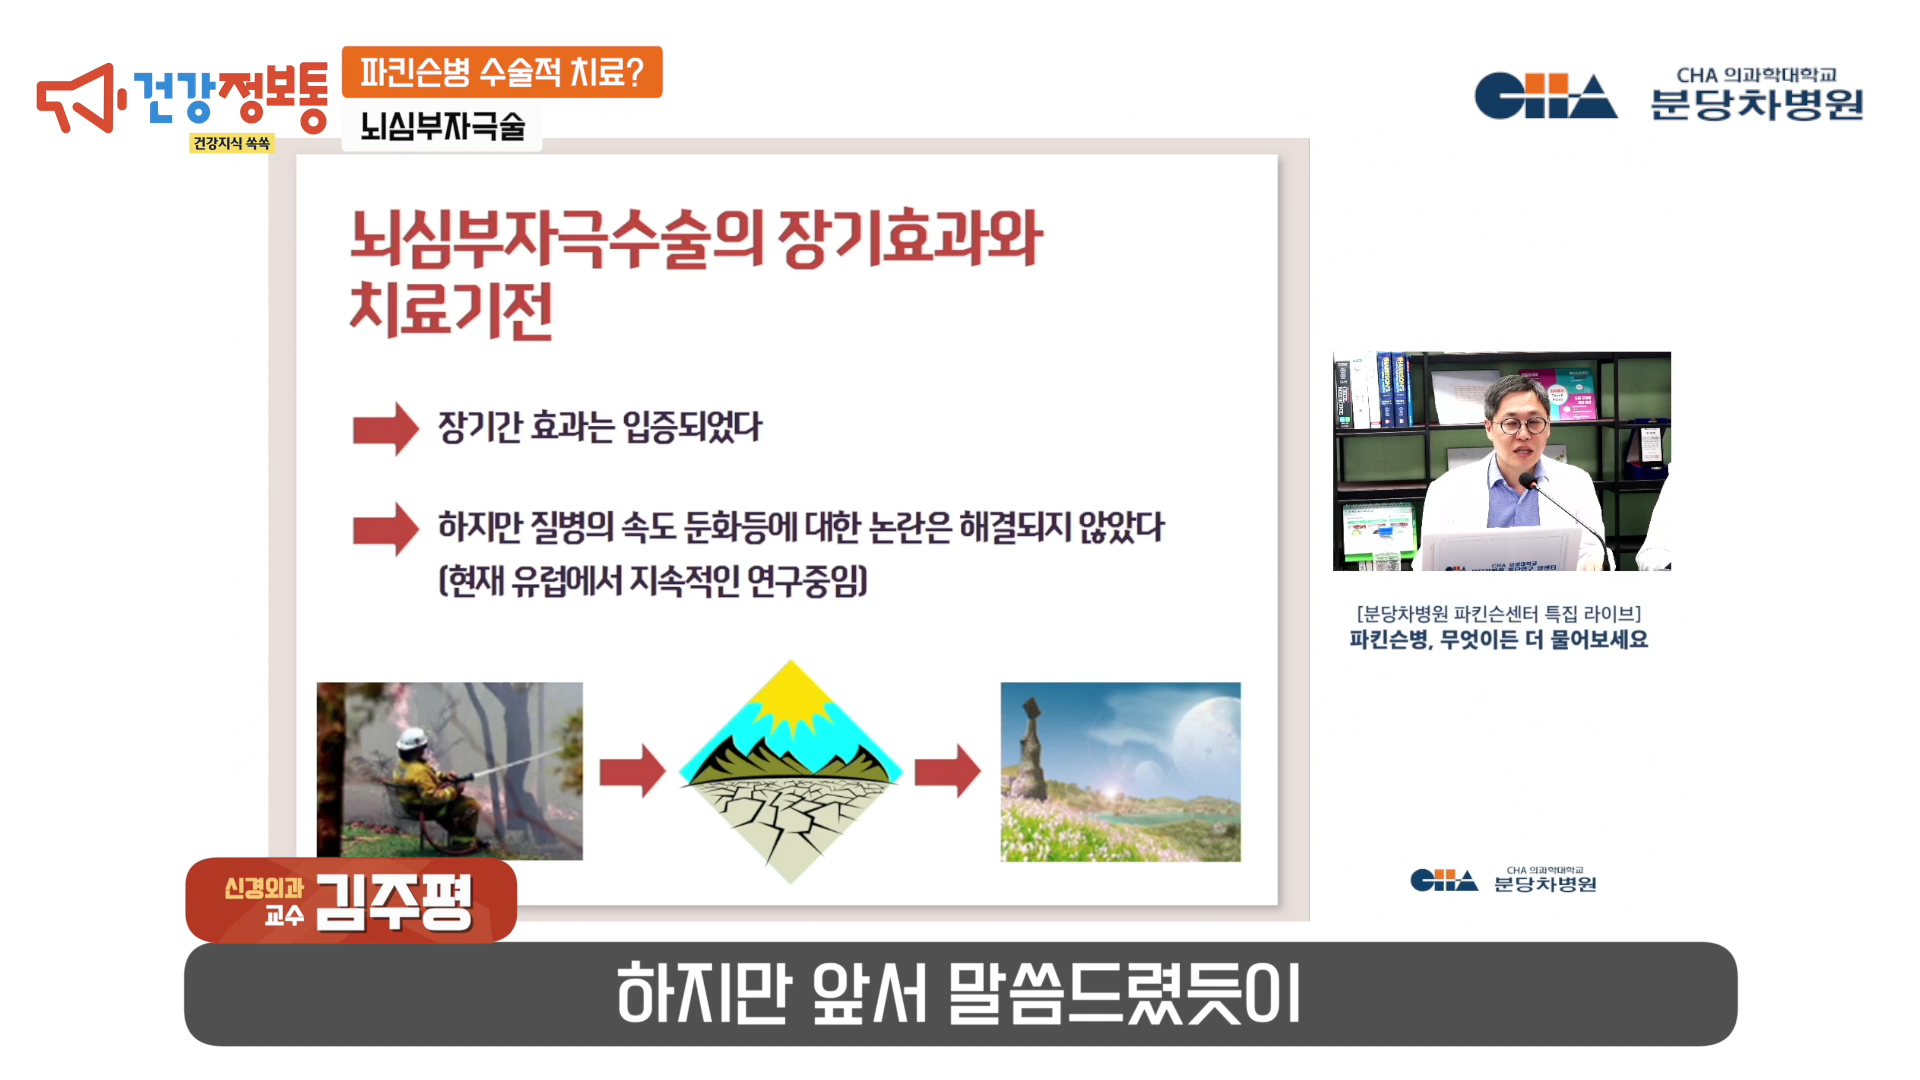 건강정보통
건강지식 쏙쏙
파킨슨병 수술적 치료?
뇌심부자극술
CHA
CHA 의과학대학교
분당차병원
뇌심부자극수술의 장기효과와
치료기전
장기간 효과는 입증되었다
하지만 질병의 속도 둔화등에 대한 논란은 해결되지 않았다
(현재 유럽에서 지속적인 연구중임)
[분당차병원 파킨슨센터 특집 라이브]
파킨슨병, 무엇이든 더 물어보세요
CHA
CHA 의과학대학교
분당차병원
신경외과
교수 김주평
하지만 앞서 말씀드렸듯이